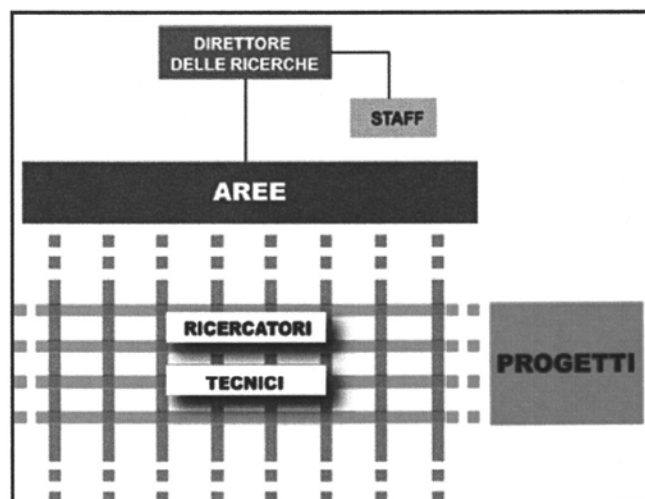 DIRETTORE
DELLE RICERCHE
STAFF
AREE
RICERCATORI
TECNICI
PROGETTI